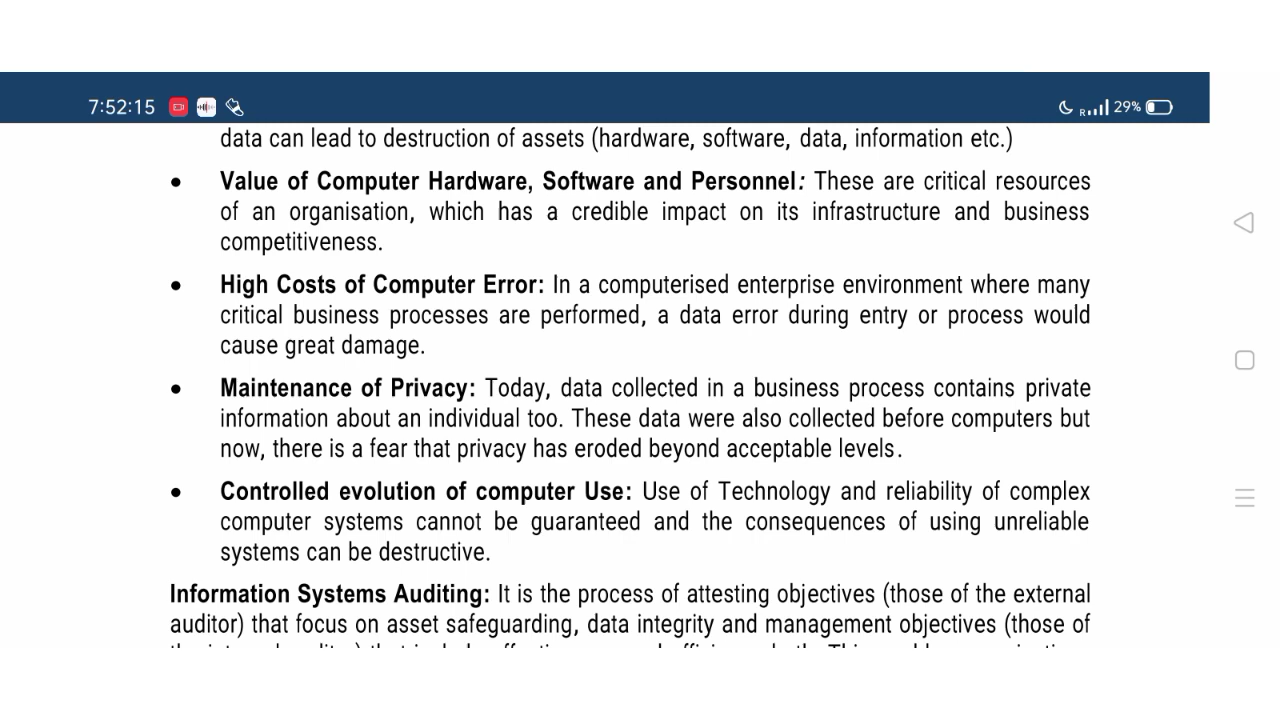 7:52:15 R 29%
data can lead to destruction of assets (hardware, software, data, information etc.)
• Value of Computer Hardware, Software and Personnel: These are critical resources
of an organisation, which has a credible impact on its infrastructure and business
competitiveness.
• High Costs of Computer Error: In a computerised enterprise environment where many
critical business processes are performed, a data error during entry or process would
cause great damage.
• Maintenance of Privacy: Today, data collected in a business process contains private
information about an individual too. These data were also collected before computers but
now, there is a fear that privacy has eroded beyond acceptable levels.
• Controlled evolution of computer Use: Use of Technology and reliability of complex
computer systems cannot be guaranteed and the consequences of using unreliable
systems can be destructive.
Information Systems Auditing: It is the process of attesting objectives (those of the external
auditor) that focus on asset safeguarding, data integrity and management objectives (those of